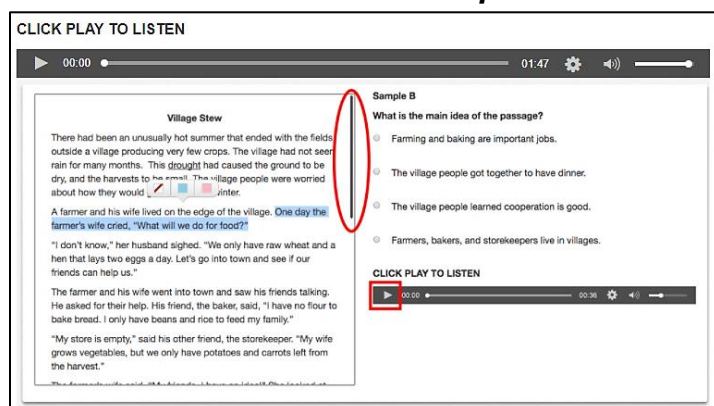 CLICK PLAY TO LISTEN
00:00
01:47
Village Stew
There had been an unusually hot summer that ended with the fields
outside a village producing very few crops. The village had not seen
rain for many months. This drought had caused the ground to be
dry, and the harvests to be small. The village people were worried
about how they would winter.
A farmer and his wife lived on the edge of the village. One day the
farmer's wife cried, "What will we do for food?"
"I don't know," her husband sighed. "We only have raw wheat and a
hen that lays two eggs a day. Let's go into town and see if our
friends can help us."
The farmer and his wife went into town and saw his friends talking.
He asked for their help. His friend, the baker, said, "I have no flour to
bake bread. I only have beans and rice to feed my family."
"My store is empty," said his other friend, the storekeeper. "My wife
grows vegetables, but we only have potatoes and carrots left from
the harvest."
Sample B
What is the main idea of the passage?
Farming and baking are important jobs.
The village people got together to have dinner.
The village people learned cooperation is good.
Farmers, bakers, and storekeepers live in villages.
CLICK PLAY TO LISTEN
00:00
00:36